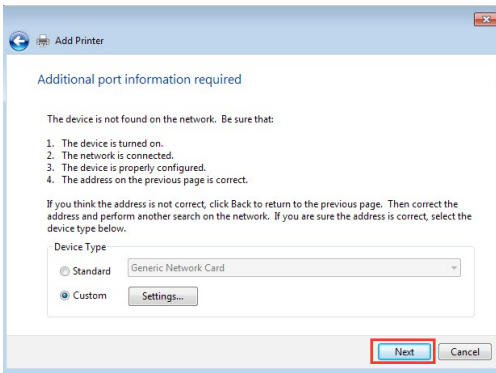 Add Printer
Additional port information required
The device is not found on the network. Be sure that:
1. The device is turned on.
2. The network is connected.
3. The device is properly configured.
4. The address on the previous page is correct.
If you think the address is not correct, click Back to return to the previous page. Then correct the
address and perform another search on the network. If you are sure the address is correct, select the
device type below.
Device Type
Standard Generic Network Card
Custom Settings...
Next Cancel